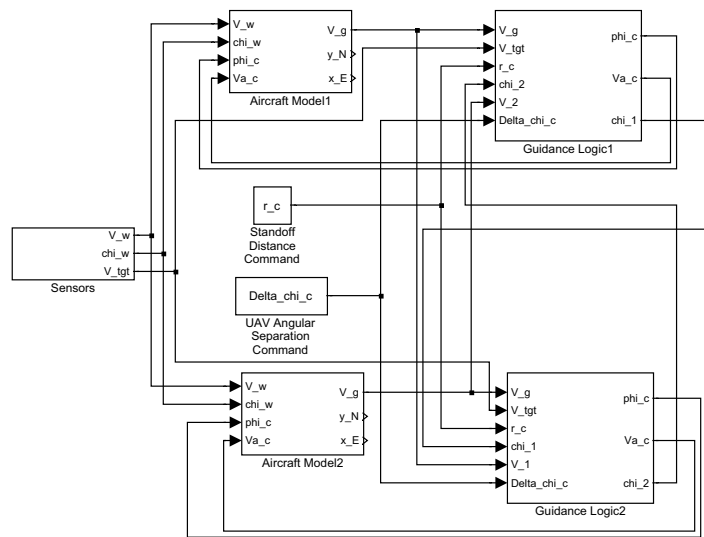 V_w
chi_w
phi_c
Va_c
V_g
y_N
x_E
Aircraft Model1
V_g
V_tgt
r_c
chi_2
V_2
Delta_chi_c
phi_c
Va_c
chi_1
Guidance Logic1
r_c
Standoff
Distance
Command
V_w
chi_w
V_tgt
Sensors
Delta_chi_c
UAV Angular
Separation
Command
V_w
chi_w
phi_c
Va_c
V_g
y_N
x_E
Aircraft Model2
V_g
V_tgt
r_c
chi_1
V_1
Delta_chi_c
phi_c
Va_c
chi_2
Guidance Logic2